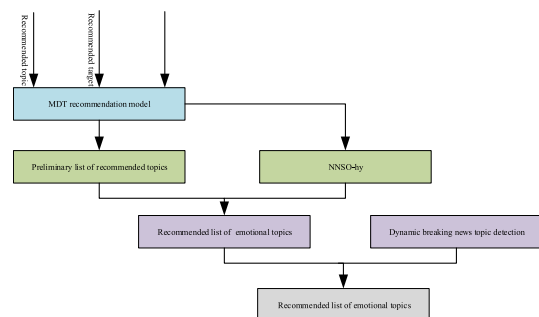 Recommended topic
Recommended target
MDT recommendation model
Preliminary list of recommended topics
NNSO-hy
Recommended list of emotional topics
Dynamic breaking news topic detection
Recommended list of emotional topics